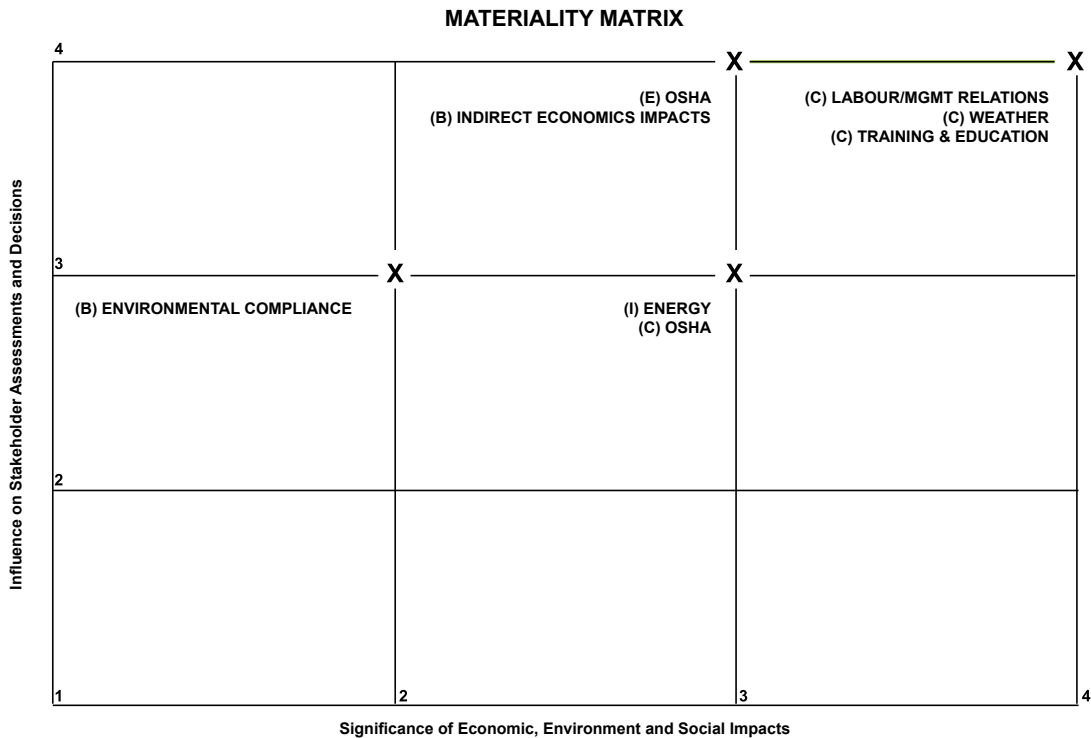 MATERIALITY MATRIX
4
X
X
(E) OSHA
(B) INDIRECT ECONOMICS IMPACTS
(C) LABOUR/MGMT RELATIONS
(C) WEATHER
(C) TRAINING & EDUCATION
Influence on Stakeholder Assessments and Decisions
3
X
X
(B) ENVIRONMENTAL COMPLIANCE
(I) ENERGY
(C) OSHA
2
1
2
3
4
Significance of Economic, Environment and Social Impacts